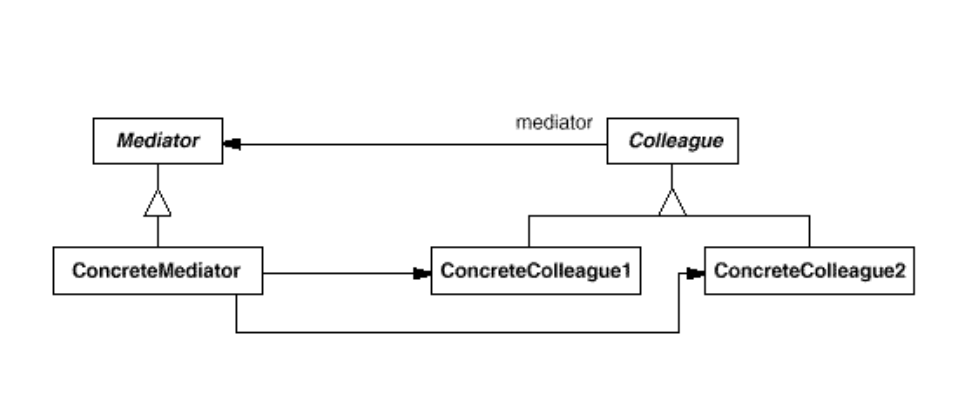 mediator
Mediator
Colleague
ConcreteMediator
ConcreteColleague1
ConcreteColleague2